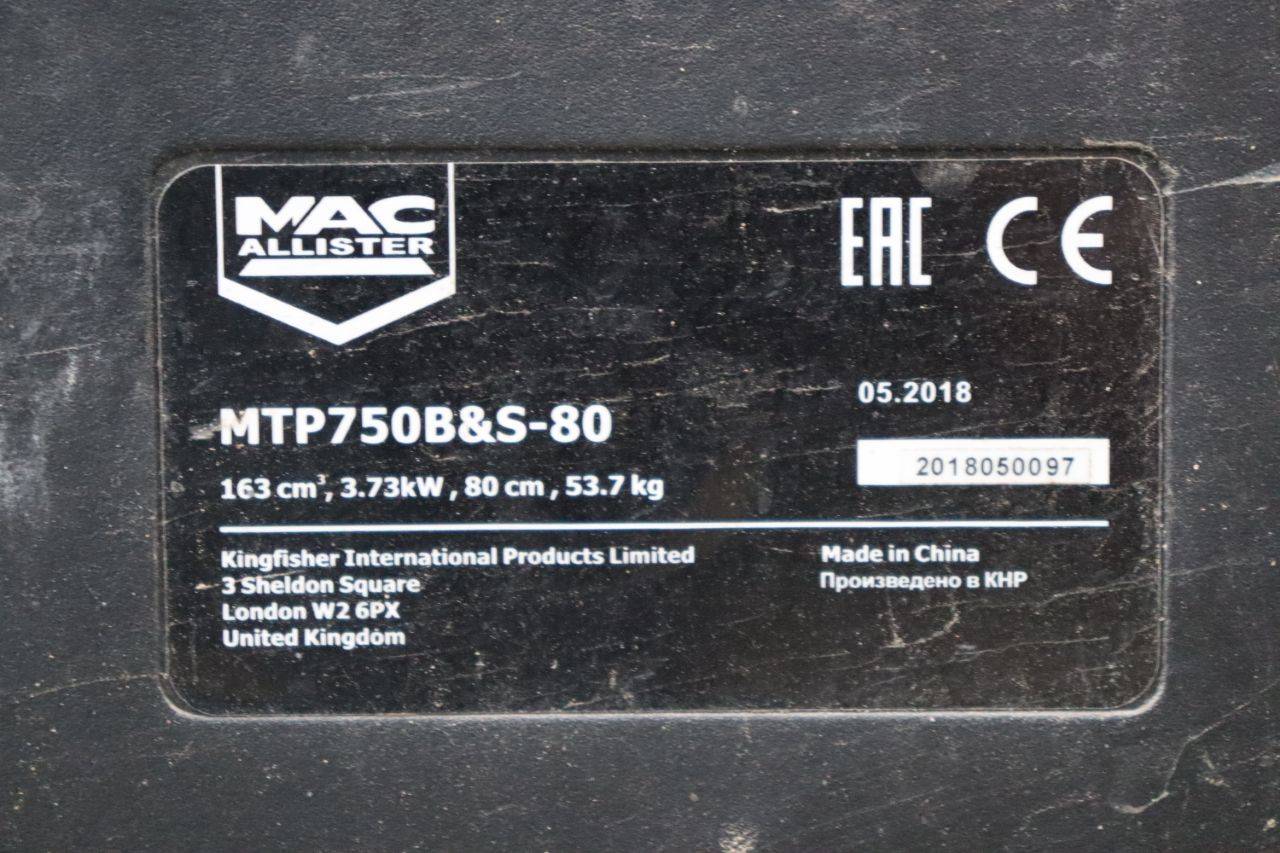 MAC
ALLISTER
EAC CE
MTP750B&S-80
05.2018
163 cm³, 3.73kW , 80 cm , 53.7 kg
2018050097
Kingfisher International Products Limited
3 Sheldon Square
London W2 6PX
United Kingdom
Made in China
Произведено в КНР